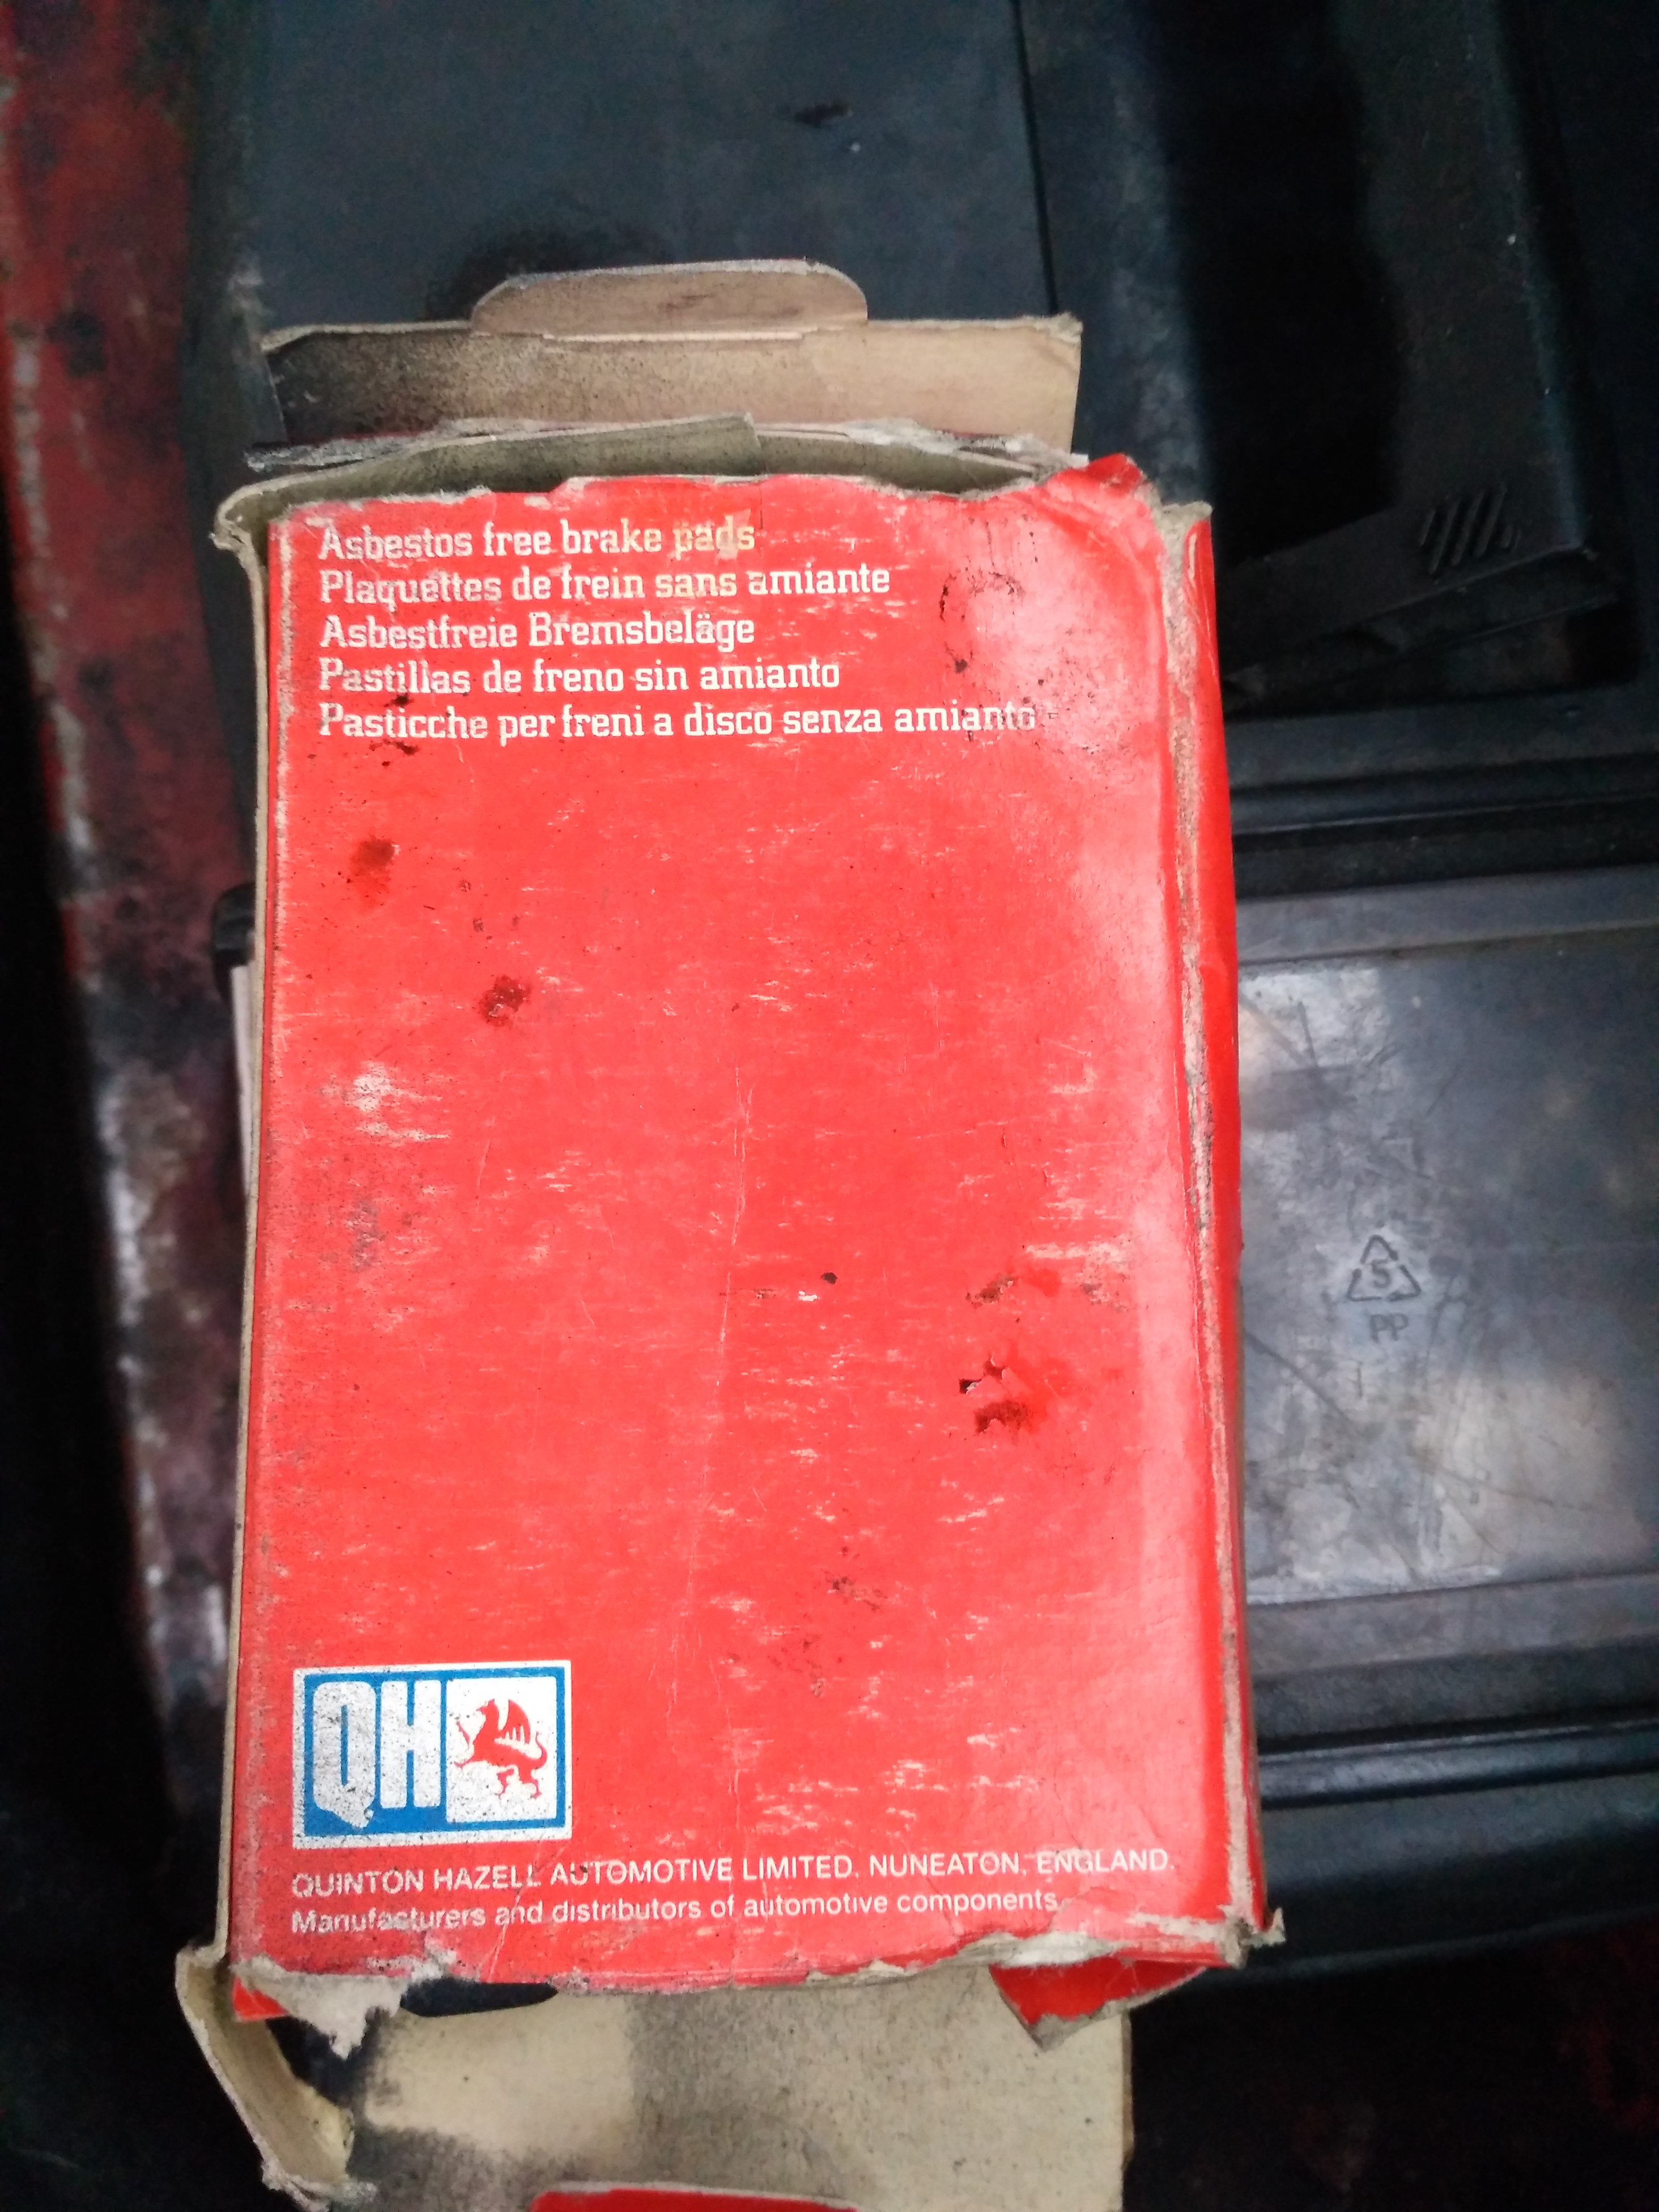 Asbestos free brake pads
Plaquettes de frein sans amiante
Asbestfreie Bremsbeläge
Pastillas de freno sin amianto
Pasticche per freni a disco senza amianto
QH
QUINTON HAZELL AUTOMOTIVE LIMITED. NUNEATON, ENGLAND.
Manufacturers and distributors of automotive components
5
PP